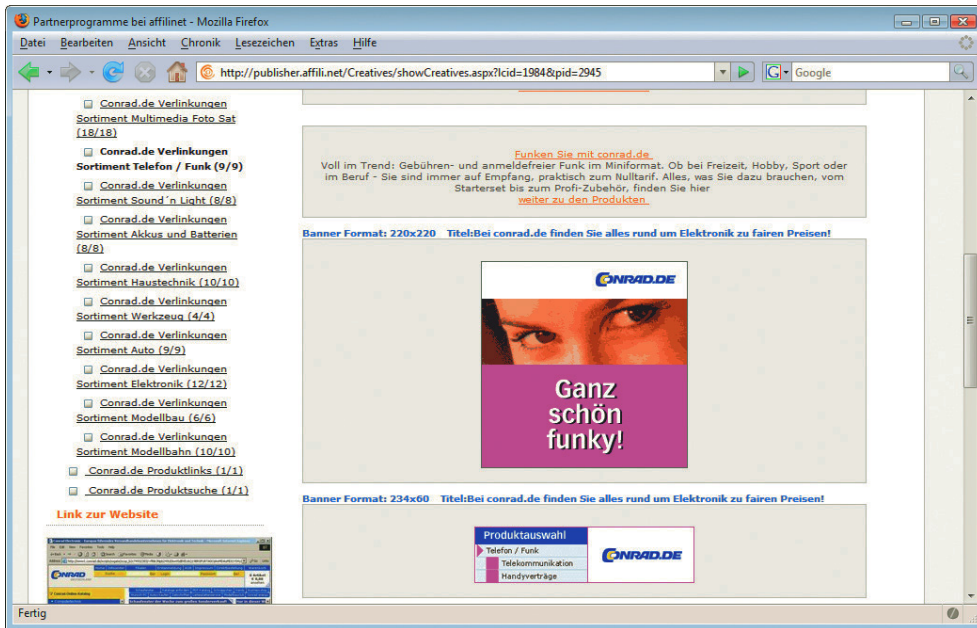 Partnerprogramme bei affilinet - Mozilla Firefox
Datei Bearbeiten Ansicht Chronik Lesezeichen Extras Hilfe
http://publisher.affili.net/Creatives/showCreatives.aspx?lcid=1984&pid=2945
Google
Conrad.de Verlinkungen
Sortiment Multimedia Foto Sat
(18/18)
Conrad.de Verlinkungen
Sortiment Telefon / Funk (9/9)
Conrad.de Verlinkungen
Sortiment Sound´n Light (8/8)
Conrad.de Verlinkungen
Sortiment Akkus und Batterien
(8/8)
Conrad.de Verlinkungen
Sortiment Haustechnik (10/10)
Conrad.de Verlinkungen
Sortiment Werkzeug (4/4)
Conrad.de Verlinkungen
Sortiment Auto (9/9)
Conrad.de Verlinkungen
Sortiment Elektronik (12/12)
Conrad.de Verlinkungen
Sortiment Modellbau (6/6)
Conrad.de Verlinkungen
Sortiment Modellbahn (10/10)
Conrad.de Produktlinks (1/1)
Conrad.de Produktsuche (1/1)
Link zur Website
CONRAD
Funken Sie mit conrad.de
Voll im Trend: Gebühren- und anmeldefreier Funk im Miniformat. Ob bei Freizeit, Hobby, Sport oder
im Beruf - Sie sind immer auf Empfang, praktisch zum Nulltarif. Alles, was Sie dazu brauchen, vom
Starterset bis zum Profi-Zubehör, finden Sie hier
weiter zu den Produkten
Banner Format: 220x220 Titel:Bei conrad.de finden Sie alles rund um Elektronik zu fairen Preisen!
CONRAD.DE
Ganz
schön
funky!
Banner Format: 234x60 Titel:Bei conrad.de finden Sie alles rund um Elektronik zu fairen Preisen!
Produktauswahl
Telefon / Funk
Telekommunikation
Handyverträge
CONRAD.DE
Fertig